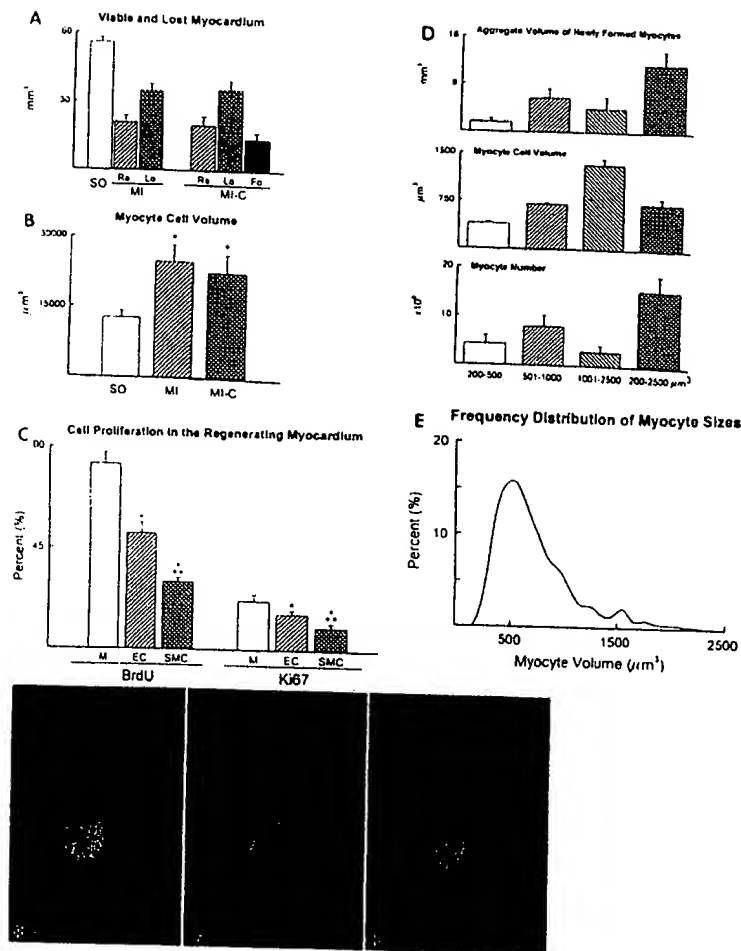 A
Viable and Lost Myocardium
60
30
mm³
SO
Re Lo
MI
Re Lo Fo
MI-C
B
Myocyte Cell Volume
30000
15000
μm³
SO MI MI-C
C
Cell Proliferation in the Regenerating Myocardium
45
Percent (%)
M EC SMC
BrdU
M EC SMC
Ki67
D
Aggregate Volume of Newly Formed Myocytes
16
8
mm³
Myocyte Cell Volume
1500
750
μm³
Myocyte Number
20
10
x10⁶
200-500 501-1000 1001-2500 200-2500 μm³
E
Frequency Distribution of Myocyte Sizes
20
10
Percent (%)
500 1500 2500
Myocyte Volume (μm³)